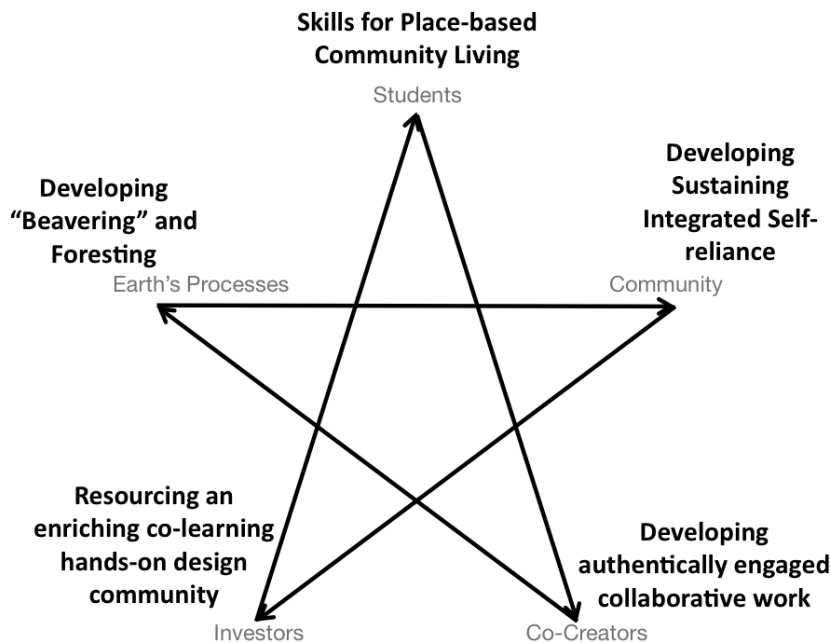 Skills for Place-based
Community Living
Students
Developing
“Beavering” and
Foresting
Earth's Processes
Developing
Sustaining
Integrated Self-
reliance
Community
Resourcing an
enriching co-learning
hands-on design
community
Investors
Developing
authentically engaged
collaborative work
Co-Creators